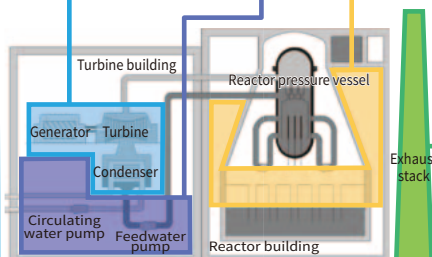 Turbine building
Reactor pressure vessel
Generator
Turbine
Condenser
Exhaus
stack
Circulating
water pump
Feedwater
pump
Reactor building